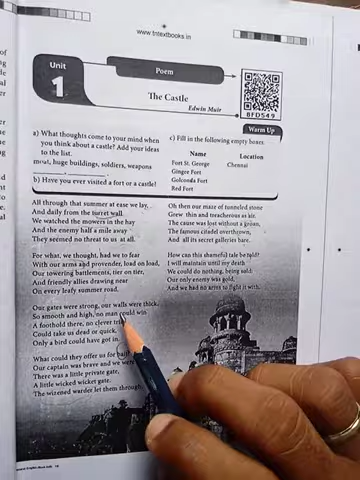 www.tntextbooks.in
Unit
1
Poem
The Castle
Edwin Muir
8FD549
Warm Up
a) What thoughts come to your mind when
you think about a castle? Add your ideas
to the list.
moat, huge buildings, soldiers, weapons
b) Have you ever visited a fort or a castle?
c) Fill in the following empty boxes
Name Location
Fort St. George Chennai
Gingee Fort
Golconda Fort
Red Fort
All through that summer at ease we lay,
And daily from the turret wall
We watched the mowers in the hay
And the enemy half a mile away
They seemed no threat to us at all.
For what, we thought, had we to fear
With our arms and provender, load on load,
Our towering battlements, tier on tier,
And friendly allies drawing near
On every leafy summer road.
Our gates were strong, our walls were thick,
So smooth and high, no man could win
A foothold there, no clever trick
Could take us dead or quick,
Only a bird could have got in.
What could they offer us for bait?
Our captain was brave and we were
There was a little private gate,
A little wicked wicket gate.
The wizened warder let them through.
Oh then our maze of tunneled stone
Grew thin and treacherous as air.
The cause was lost without a groan,
The famous citadel overthrown,
And all its secret galleries bare.
How can this shameful tale be told?
I will maintain until my death
We could do nothing, being sold:
Our only enemy was gold,
And we had no arms to fight it with.